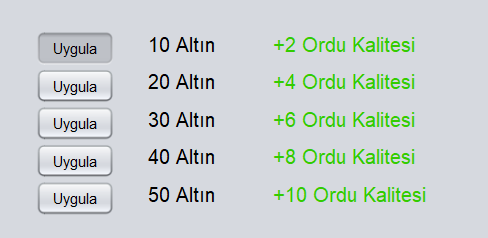 Uygula 10 Altın +2 Ordu Kalitesi
Uygula 20 Altın +4 Ordu Kalitesi
Uygula 30 Altın +6 Ordu Kalitesi
Uygula 40 Altın +8 Ordu Kalitesi
Uygula 50 Altın +10 Ordu Kalitesi